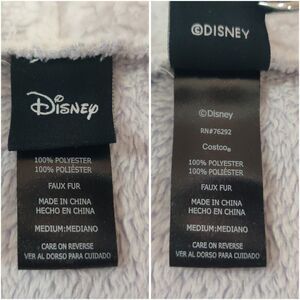 Disney
100% POLYESTER
100% POLIÉSTER
FAUX FUR
MADE IN CHINA
HECHO EN CHINA
MEDIUM:MEDIANO
CARE ON REVERSE
VER AL DORSO PARA CUIDADO
©DISNEY
©Disney
RN#76292
Costco®
100% POLYESTER
100% POLIÉSTER
FAUX FUR
MADE IN CHINA
HECHO EN CHINA
MEDIUM:MEDIANO
CARE ON REVERSE
VER AL DORSO PARA CUIDADO